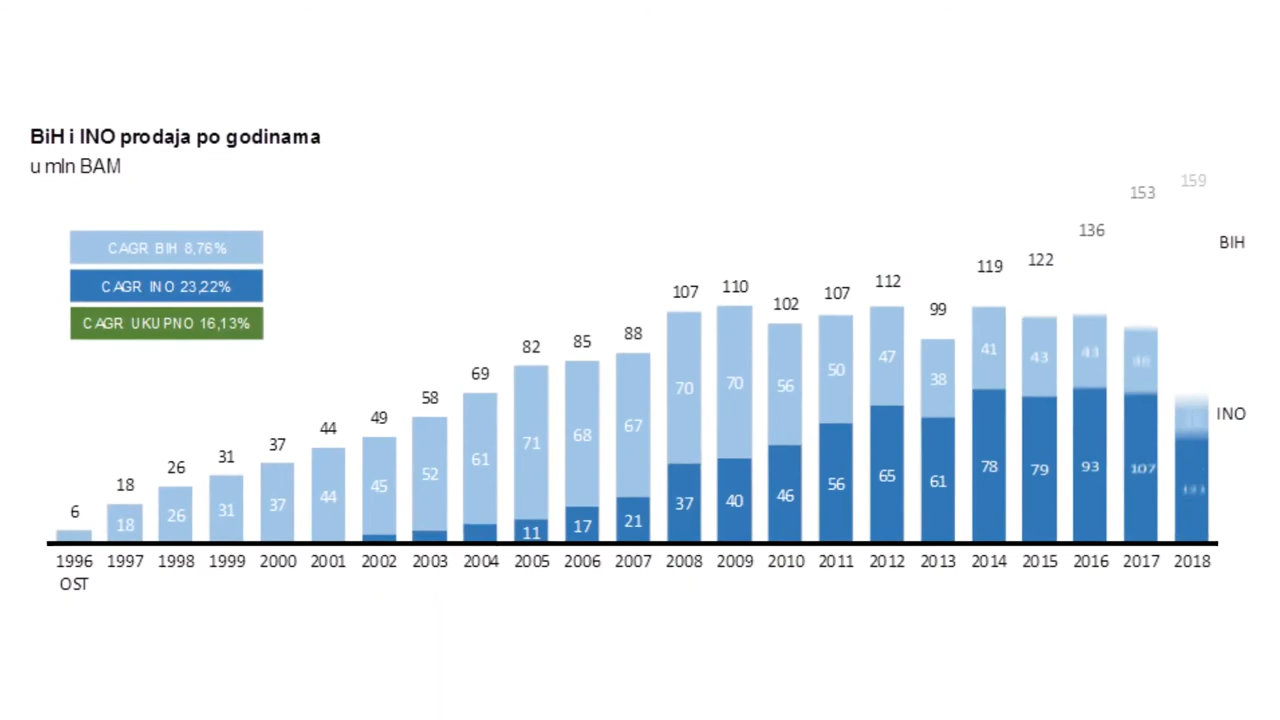 BiH i INO prodaja po godinama
u mln BAM
CAGR BIH 8,76%
CAGR INO 23,22%
CAGR UKUPNO 16,13%
6 18 26 31 37 44 49 58 69 82 85 88 107 110 102 107 112 99 119 122 136 153 159
BIH
18 26 31 37 44 45 52 61 71 68 67 70 70 56 50 47 38 41 43 43
INO
11 17 21 37 40 46 56 65 61 78 79 93 107
1996 1997 1998 1999 2000 2001 2002 2003 2004 2005 2006 2007 2008 2009 2010 2011 2012 2013 2014 2015 2016 2017 2018
OST